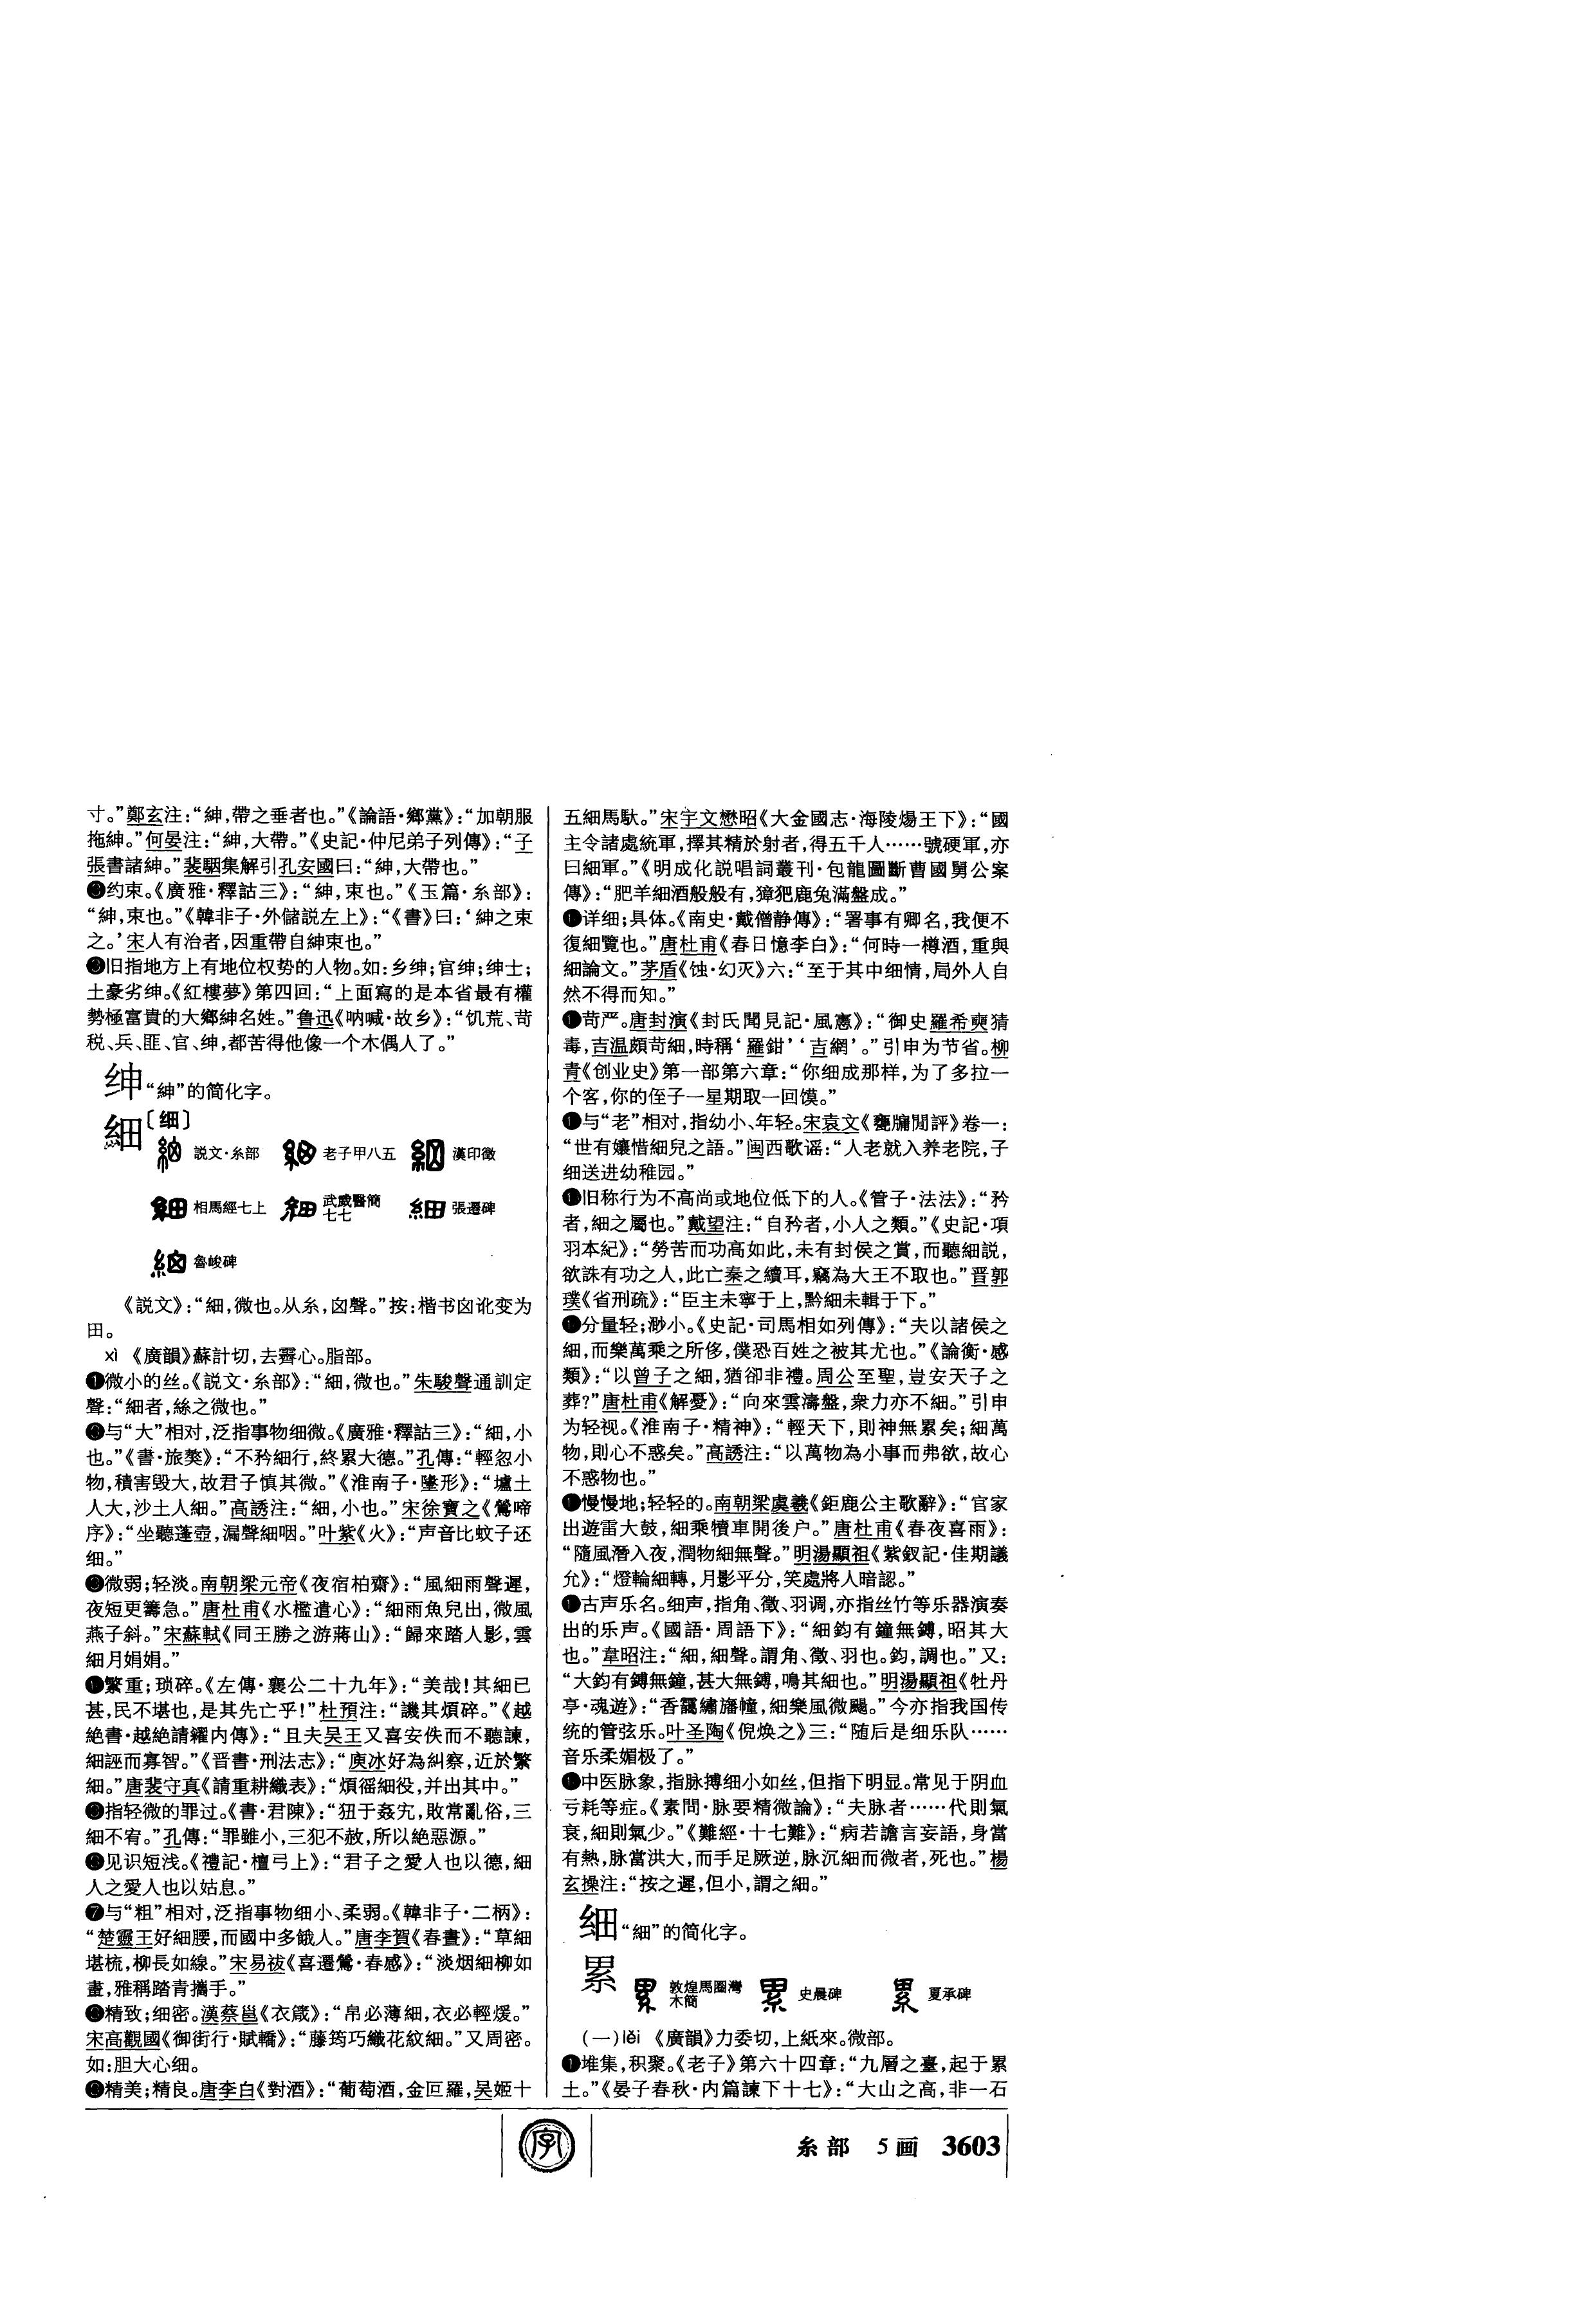 寸。”鄭玄注：“紳，帶之垂者也。”《論語·鄉黨》：“加朝服
拖紳。”何晏注：“紳，大帶。”《史記·仲尼弟子列傳》：“子
張書諸紳。”裴駰集解引孔安國曰：“紳，大帶也。”
❷约束。《廣雅·釋詁三》：“紳，束也。”《玉篇·糸部》：
“紳，束也。”《韓非子·外儲説左上》：“《書》曰：‘紳之束
之。’宋人有治者，因重帶自紳束也。”
❸旧指地方上有地位权势的人物。如：乡绅；官绅；绅士；
土豪劣绅。《紅樓夢》第四回：“上面寫的是本省最有權
勢極富貴的大鄉紳名姓。”鲁迅《呐喊·故乡》：“饥荒、苛
税、兵、匪、官、绅，都苦得他像一个木偶人了。”
绅“紳”的简化字。
細〔细〕
説文·糸部 老子甲八五 漢印徵
相馬經七上 武威醫簡七七 張遷碑
魯峻碑
《説文》：“細，微也。从糸，囟聲。”按：楷书囟讹变为
田。
xì 《廣韻》蘇計切，去霽心。脂部。
❶微小的丝。《説文·糸部》：“細，微也。”朱駿聲通訓定
聲：“細者，絲之微也。”
❷与“大”相对，泛指事物细微。《廣雅·釋詁三》：“細，小
也。”《書·旅獒》：“不矜細行，終累大德。”孔傳：“輕忽小
物，積害毁大，故君子慎其微。”《淮南子·墬形》：“壚土
人大，沙土人細。”高誘注：“細，小也。”宋徐寶之《鶯啼
序》：“坐聽蓬壺，漏聲細咽。”叶紫《火》：“声音比蚊子还
细。”
❸微弱；轻淡。南朝梁元帝《夜宿柏齋》：“風細雨聲遲，
夜短更籌急。”唐杜甫《水檻遣心》：“細雨魚兒出，微風
燕子斜。”宋蘇軾《同王勝之游蔣山》：“歸來踏人影，雲
細月娟娟。”
❹繁重；琐碎。《左傳·襄公二十九年》：“美哉！其細已
甚，民不堪也，是其先亡乎！”杜預注：“譏其煩碎。”《越
絶書·越絶請糴内傳》：“且夫吴王又喜安佚而不聽諫，
細誣而寡智。”《晋書·刑法志》：“庾冰好為糾察，近於繁
細。”唐裴守真《請重耕織表》：“煩徭細役，并出其中。”
❺指轻微的罪过。《書·君陳》：“狃于姦宄，敗常亂俗，三
細不宥。”孔傳：“罪雖小，三犯不赦，所以絶惡源。”
❻见识短浅。《禮記·檀弓上》：“君子之愛人也以德，細
人之愛人也以姑息。”
❼与“粗”相对，泛指事物细小、柔弱。《韓非子·二柄》：
“楚靈王好細腰，而國中多餓人。”唐李賀《春晝》：“草細
堪梳，柳長如線。”宋易祓《喜遷鶯·春感》：“淡烟細柳如
畫，雅稱踏青攜手。”
❽精致；细密。漢蔡邕《衣箴》：“帛必薄細，衣必輕煖。”
宋高觀國《御街行·賦轎》：“藤筠巧織花紋細。”又周密。
如：胆大心细。
❾精美；精良。唐李白《對酒》：“葡萄酒，金叵羅，吴姬十
五細馬馱。”宋宇文懋昭《大金國志·海陵煬王下》：“國
主令諸處統軍，擇其精於射者，得五千人……號硬軍，亦
曰細軍。”《明成化説唱詞叢刊·包龍圖斷曹國舅公案
傳》：“肥羊細酒般般有，獐犯鹿兔滿盤成。”
❿详细；具体。《南史·戴僧静傳》：“署事有卿名，我便不
復細覽也。”唐杜甫《春日憶李白》：“何時一樽酒，重與
細論文。”茅盾《蚀·幻灭》六：“至于其中细情，局外人自
然不得而知。”
⓫苛严。唐封演《封氏聞見記·風憲》：“御史羅希奭猜
毒，吉温頗苛細，時稱‘羅鉗’‘吉網’。”引申为节省。柳
青《创业史》第一部第六章：“你细成那样，为了多拉一
个客，你的侄子一星期取一回馍。”
⓬与“老”相对，指幼小、年轻。宋袁文《甕牖閒評》卷一：
“世有孃惜細兒之語。”闽西歌谣：“人老就入养老院，子
细送进幼稚园。”
⓭旧称行为不高尚或地位低下的人。《管子·法法》：“矜
者，細之屬也。”戴望注：“自矜者，小人之類。”《史記·項
羽本紀》：“勞苦而功高如此，未有封侯之賞，而聽細説，
欲誅有功之人，此亡秦之續耳，竊為大王不取也。”晋郭
璞《省刑疏》：“臣主未寧于上，黔細未輯于下。”
⓮分量轻；渺小。《史記·司馬相如列傳》：“夫以諸侯之
細，而樂萬乘之所侈，僕恐百姓之被其尤也。”《論衡·感
類》：“以曾子之細，猶卻非禮。周公至聖，豈安天子之
葬？”唐杜甫《解憂》：“向來雲濤盤，衆力亦不細。”引申
为轻视。《淮南子·精神》：“輕天下，則神無累矣；細萬
物，則心不惑矣。”高誘注：“以萬物為小事而弗欲，故心
不惑物也。”
⓯慢慢地；轻轻的。南朝梁虞羲《鉅鹿公主歌辭》：“官家
出遊雷大鼓，細乘犢車開後户。”唐杜甫《春夜喜雨》：
“隨風潛入夜，潤物細無聲。”明湯顯祖《紫釵記·佳期議
允》：“燈輪細轉，月影平分，笑處將人暗認。”
⓰古声乐名。细声，指角、徵、羽调，亦指丝竹等乐器演奏
出的乐声。《國語·周語下》：“細鈞有鐘無鎛，昭其大
也。”韋昭注：“細，細聲。謂角、徵、羽也。鈞，調也。”又：
“大鈞有鎛無鐘，甚大無鎛，鳴其細也。”明湯顯祖《牡丹
亭·魂遊》：“香靄繡旛幢，細樂風微颺。”今亦指我国传
统的管弦乐。叶圣陶《倪焕之》三：“随后是细乐队……
音乐柔媚极了。”
⓱中医脉象，指脉搏细小如丝，但指下明显。常见于阴血
亏耗等症。《素問·脉要精微論》：“夫脉者……代則氣
衰，細則氣少。”《難經·十七難》：“病若譫言妄語，身當
有熱，脉當洪大，而手足厥逆，脉沉細而微者，死也。”楊
玄操注：“按之遲，但小，謂之細。”
细“細”的简化字。
累 敦煌馬圈灣木簡 史晨碑 夏承碑
（一）lěi 《廣韻》力委切，上紙來。微部。
❶堆集，积聚。《老子》第六十四章：“九層之臺，起于累
土。”《晏子春秋·内篇諫下十七》：“大山之高，非一石
字
糸部 5画 3603